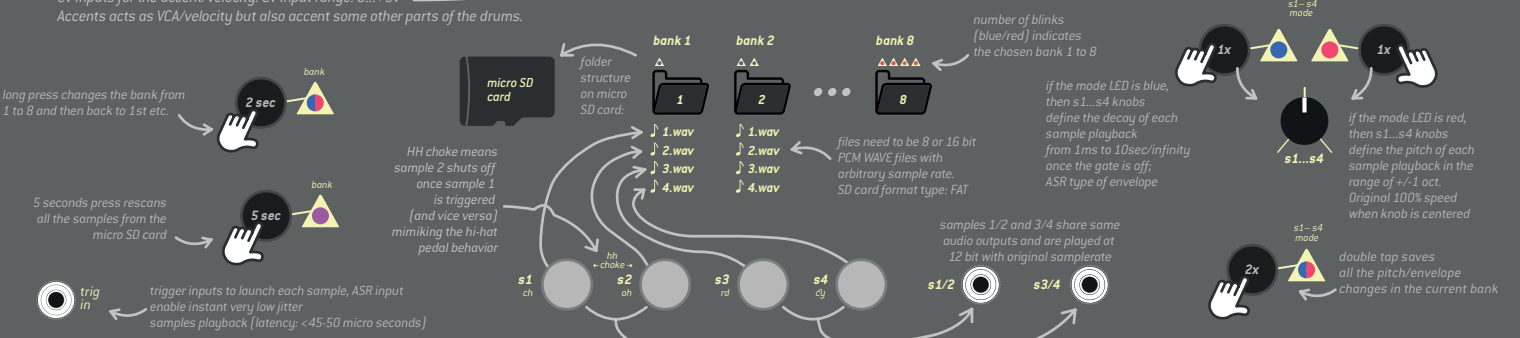 Accents acts as VCA/velocity but also accent some other parts of the drums.
long press changes the bank from
1 to 8 and then back to 1st etc.
2 sec
bank
5 seconds press rescans
all the samples from the
micro SD card
5 sec
bank
trig
in
trigger inputs to launch each sample, ASR input
enable instant very low jitter
samples playback (latency: <45-50 micro seconds)
micro SD
card
folder
structure
on micro
SD card:
bank 1
1
1.wav
2.wav
3.wav
4.wav
bank 2
2
1.wav
2.wav
3.wav
4.wav
bank 8
8
number of blinks
(blue/red) indicates
the chosen bank 1 to 8
files need to be 8 or 16 bit
PCM WAVE files with
arbitrary sample rate.
SD card format type: FAT
HH choke means
sample 2 shuts off
once sample 1
is triggered
(and vice versa)
mimiking the hi-hat
pedal behavior
s1
ch
hh
choke
s2
oh
s3
rd
s4
cy
samples 1/2 and 3/4 share same
audio outputs and are played at
12 bit with original samplerate
s1/2
s3/4
s1–s4
mode
1x
1x
if the mode LED is blue,
then s1...s4 knobs
define the decay of each
sample playback
from 1ms to 10sec/infinity
once the gate is off;
ASR type of envelope
s1...s4
if the mode LED is red,
then s1...s4 knobs
define the pitch of each
sample playback in the
range of +/-1 oct.
Original 100% speed
when knob is centered
s1–s4
mode
2x
double tap saves
all the pitch/envelope
changes in the current bank